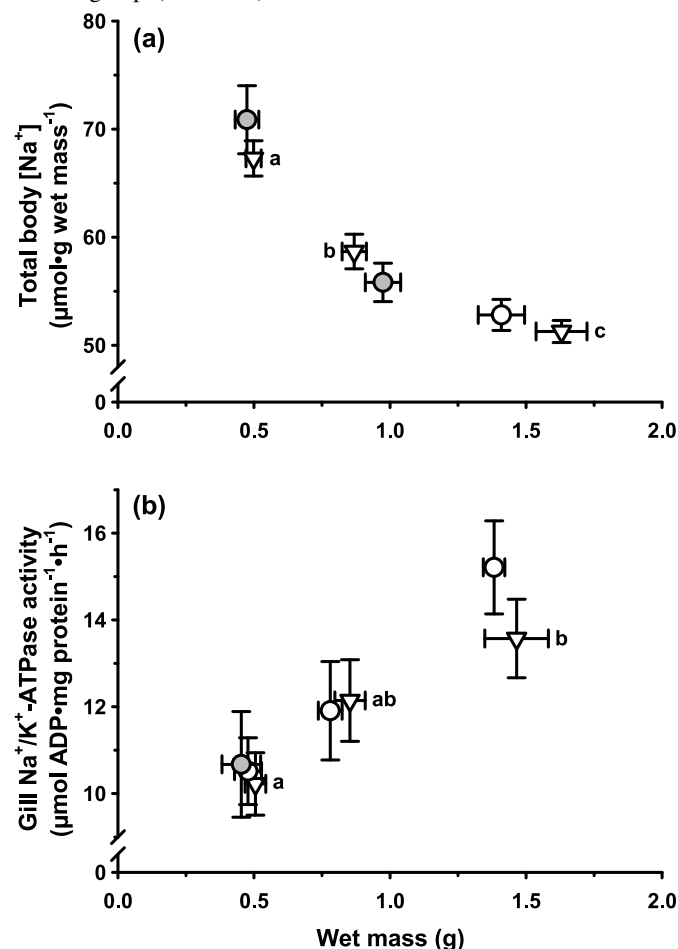 80
(a)
70
a
60
b
c
50
0
0.0 0.5 1.0 1.5 2.0
Total body [Na⁺]
(µmol•g wet mass⁻¹)
(b)
16
14
b
12
ab
10
a
0
0.0 0.5 1.0 1.5 2.0
Gill Na⁺/K⁺-ATPase activity
(µmol ADP•mg protein⁻¹•h⁻¹)
Wet mass (g)